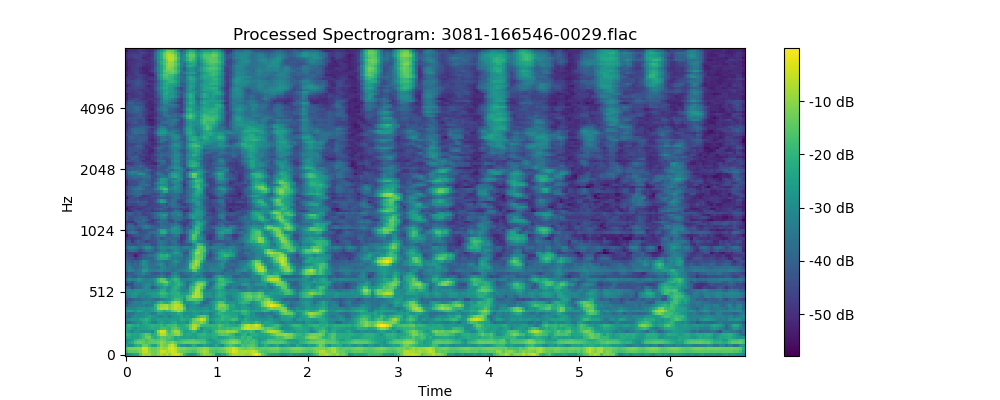 Processed Spectrogram: 3081-166546-0029.flac
Hz
4096
2048
1024
512
0
0 1 2 3 4 5 6
Time
-10 dB
-20 dB
-30 dB
-40 dB
-50 dB